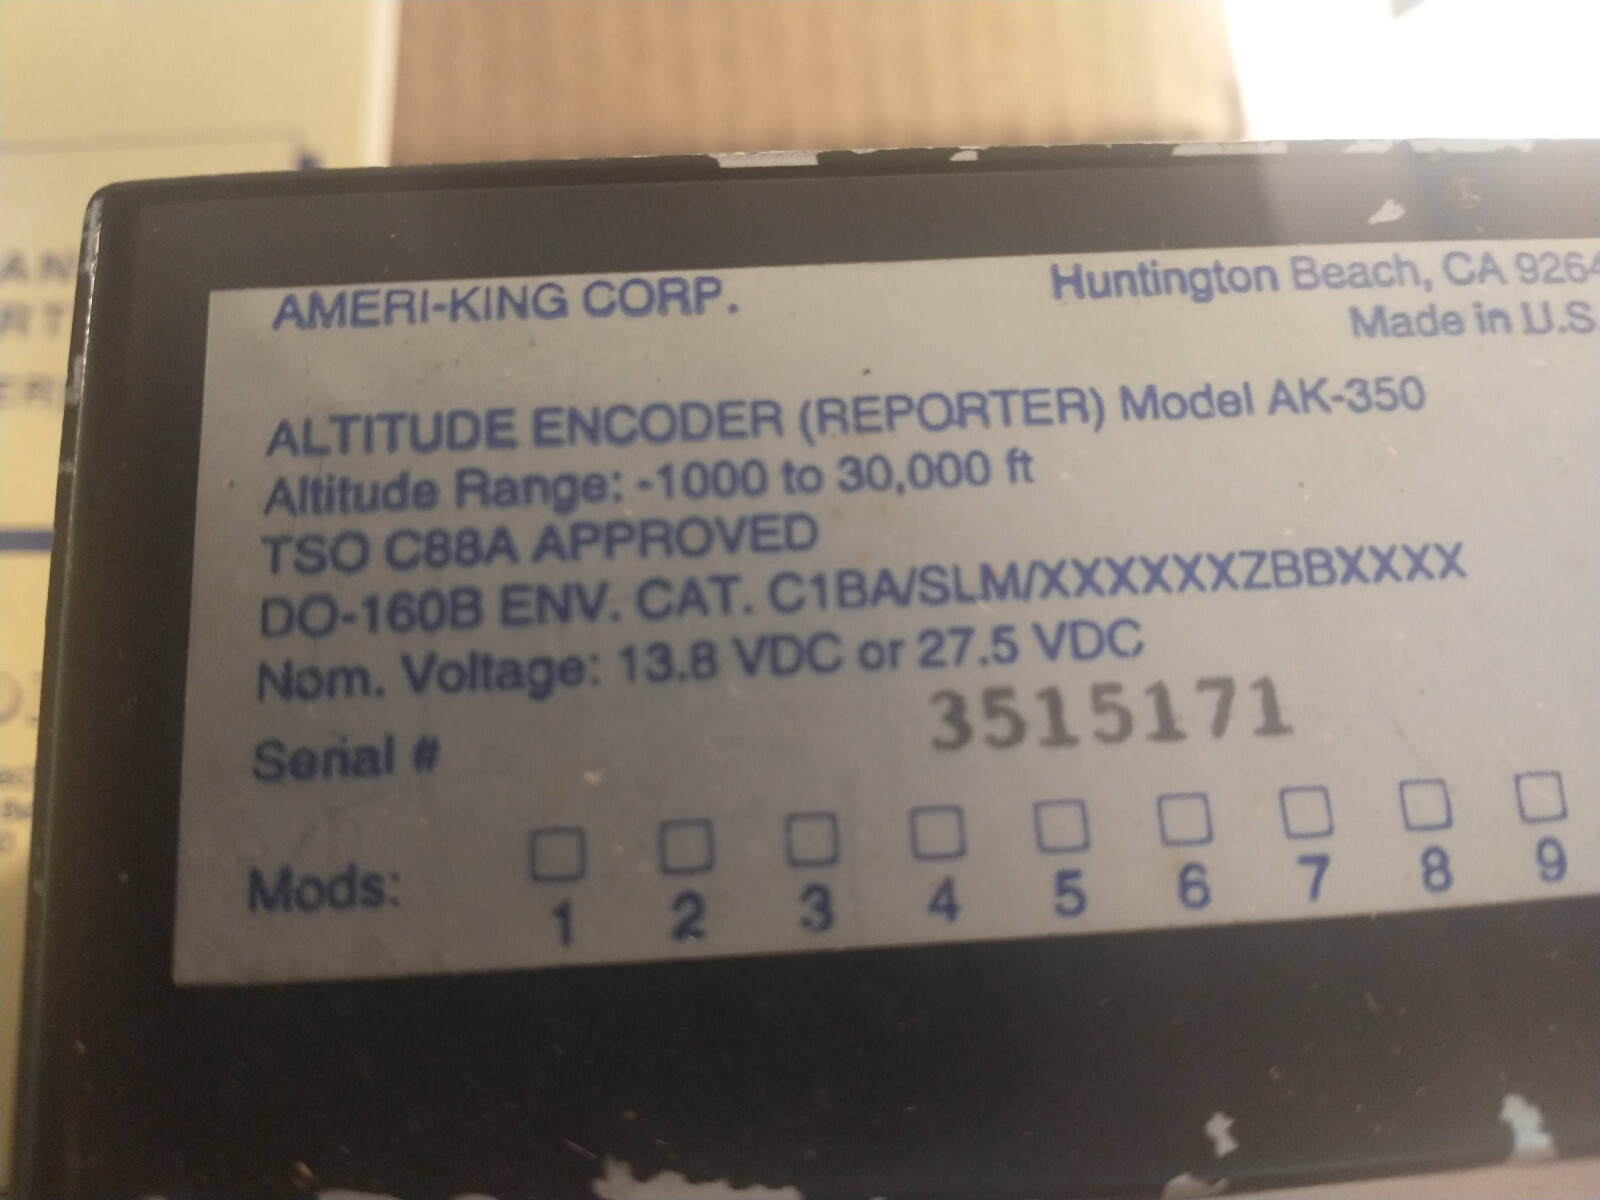 AMERI-KING CORP.
Huntington Beach, CA 9264
Made in U.S.
ALTITUDE ENCODER (REPORTER) Model AK-350
Altitude Range: -1000 to 30,000 ft
TSO C88A APPROVED
DO-160B ENV. CAT. C1BA/SLM/XXXXXXZBBXXXX
Nom. Voltage: 13.8 VDC or 27.5 VDC
Serial # 3515171
Mods: 1 2 3 4 5 6 7 8 9